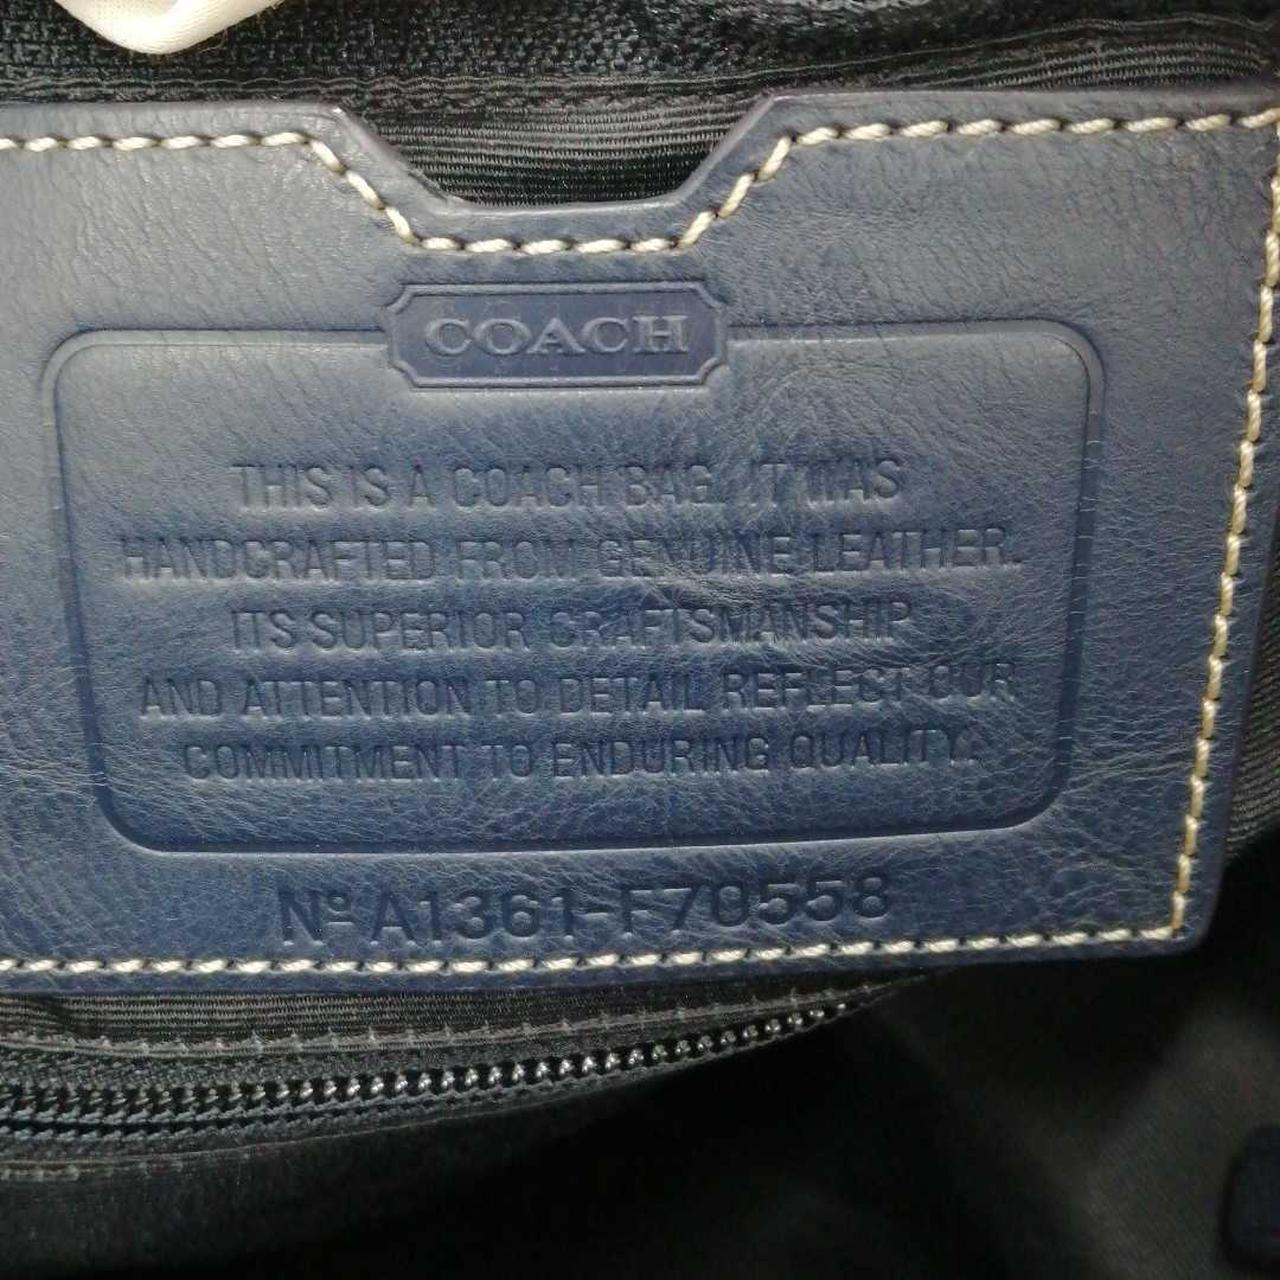 COACH
THIS IS A COACH BAG. IT WAS
HANDCRAFTED FROM GENUINE LEATHER.
ITS SUPERIOR CRAFTSMANSHIP
AND ATTENTION TO DETAIL REFLECT OUR
COMMITMENT TO ENDURING QUALITY.
Nº A1361-F70558